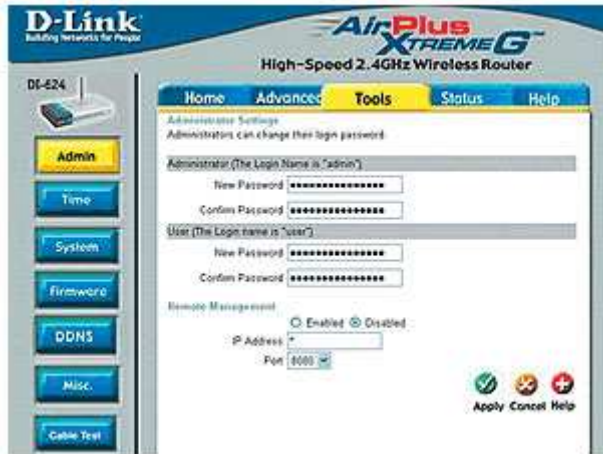 D-Link
Building Networks for People
AirPlus
XTREME G™
High-Speed 2.4GHz Wireless Router
DI-624
Home Advanced Tools Status Help
Admin
Time
System
Firmware
DDNS
Misc.
Cable Test
Administrator Settings
Administrators can change their login password.
Administrator (The Login Name is "admin")
New Password
Confirm Password
User (The Login name is "user")
New Password
Confirm Password
Remote Management
Enabled Disabled
IP Address *
Port 8080
Apply Cancel Help